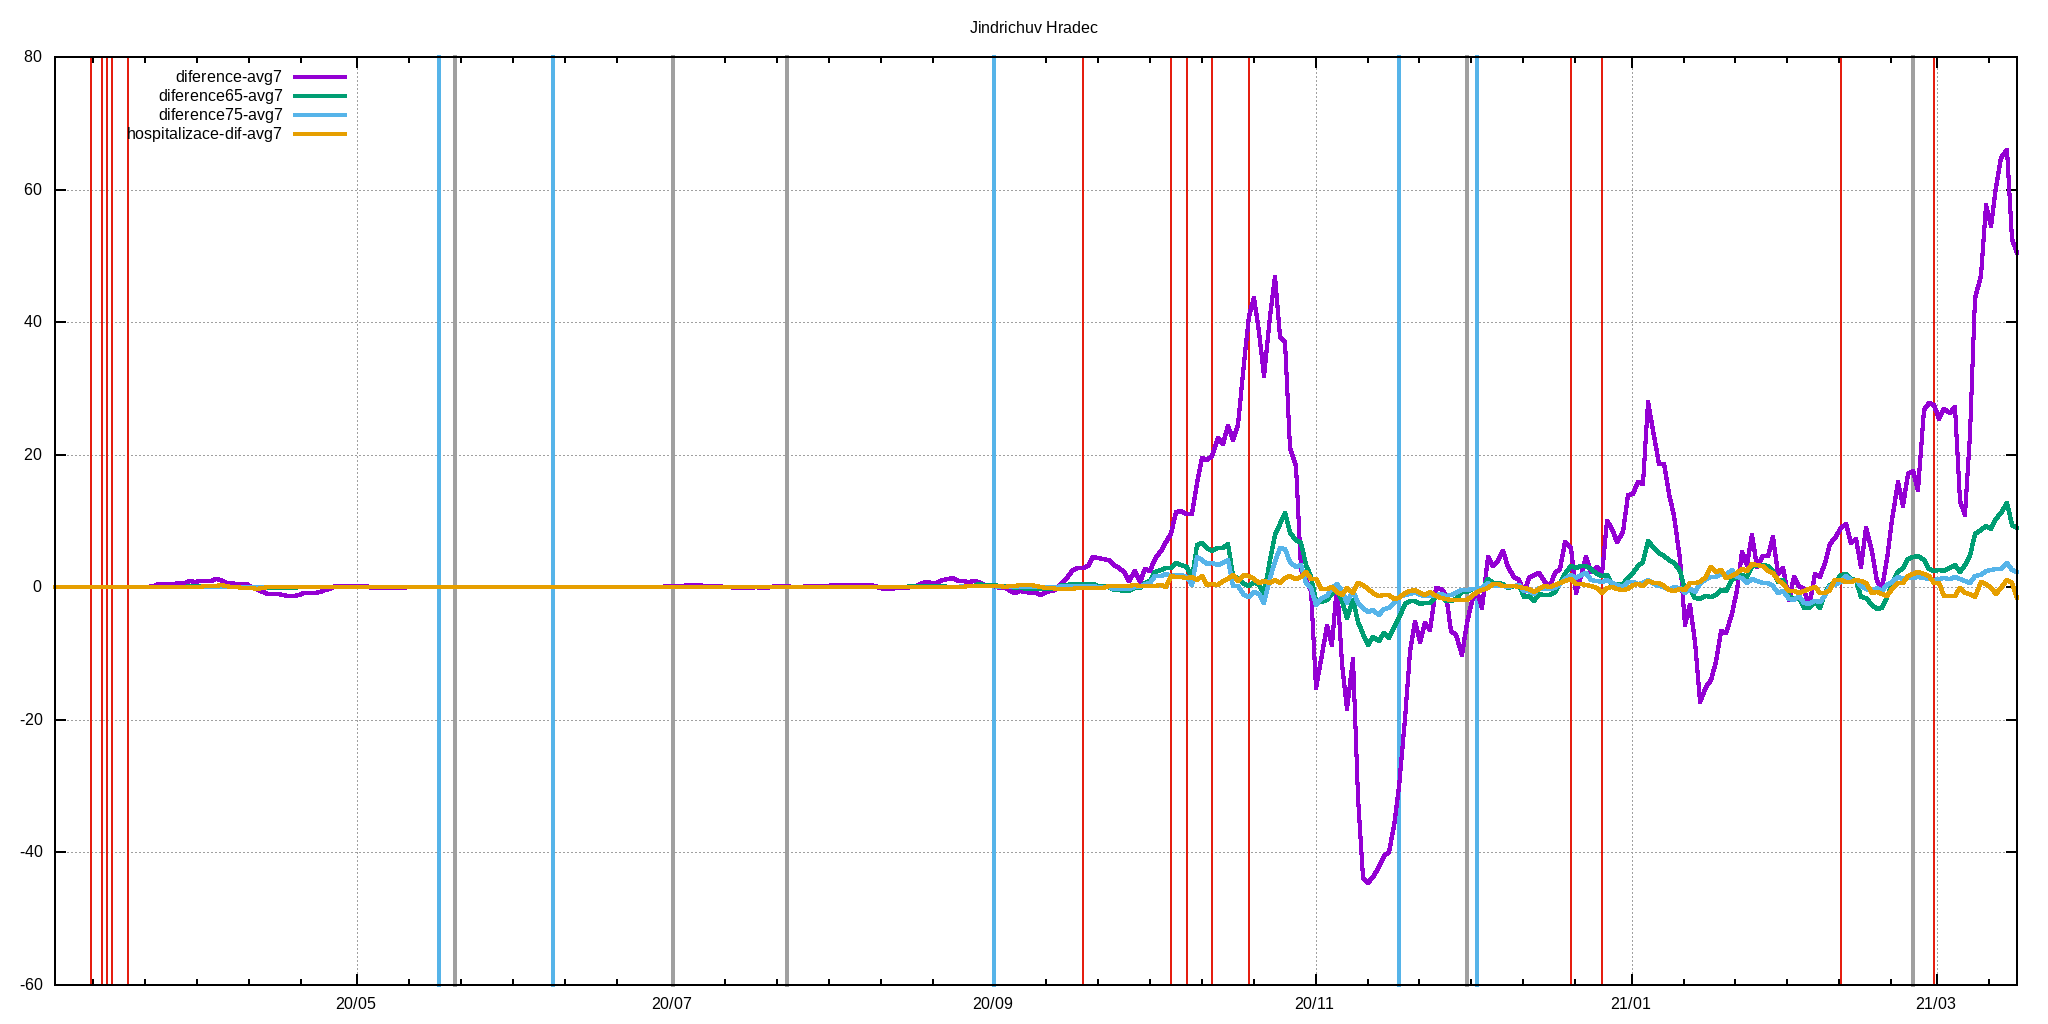 Jindrichuv Hradec
80
60
40
20
0
-20
-40
-60
diference-avg7
diference65-avg7
diference75-avg7
hospitalizace-dif-avg7
20/05
20/07
20/09
20/11
21/01
21/03